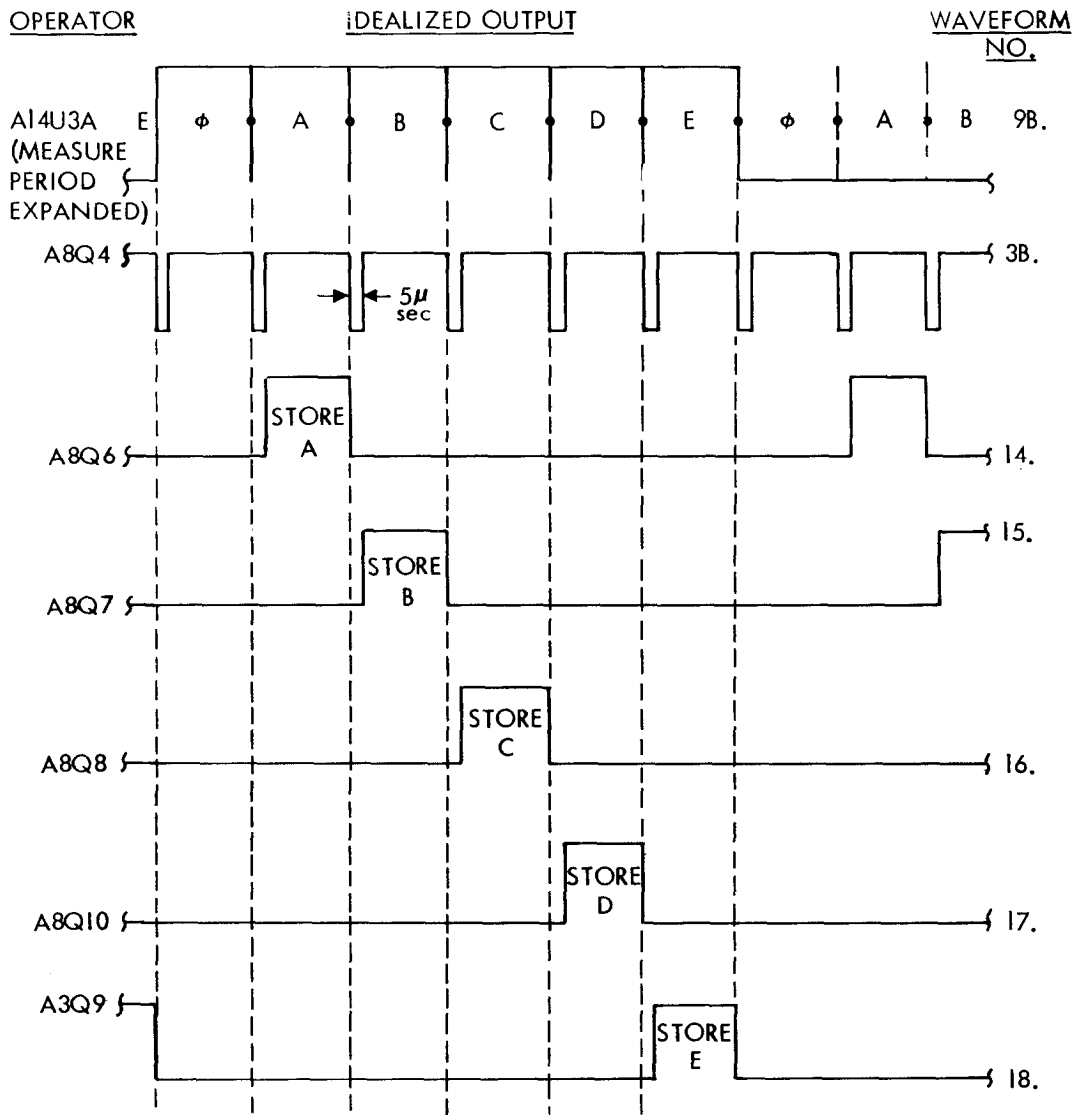 OPERATOR iDEALIZED OUTPUT WAVEFORM
NO.
A14U3A E ϕ A B C D E ϕ A B 9B.
(MEASURE
PERIOD
EXPANDED)
A8Q4 3B.
5μ
sec
STORE
A
A8Q6 14.
15.
STORE
B
A8Q7
STORE
C
A8Q8 16.
STORE
D
A8Q10 17.
A3Q9
STORE
E
18.